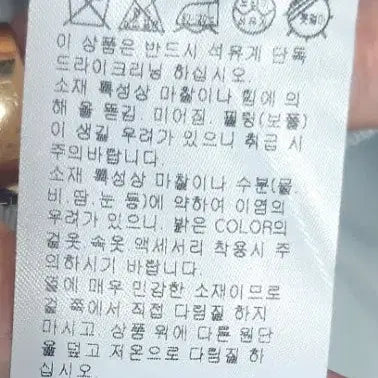 이 상품은 반드시 석유계 단독
드라이크리닝 하십시오.
소재 특성상 마찰이나 힘에 의
해 올 뜯김. 미어짐. 필링(보풀)
이 생길 우려가 있으니 취급 시
주의바랍니다.
소재 특성상 마찰이나 수분(물.
비.땀.눈 등)에 약하여 이염의
우려가 있으니. 밝은 COLOR의
겉옷 속옷 액세서리 착용시 주
의하시기 바랍니다.
열에 매우 민감한 소재이므로
겉 쪽에서 직접 다림질 하지
마시고 상품 위에 다른 원단
을 덮고 저온으로 다림질 하
십시오.